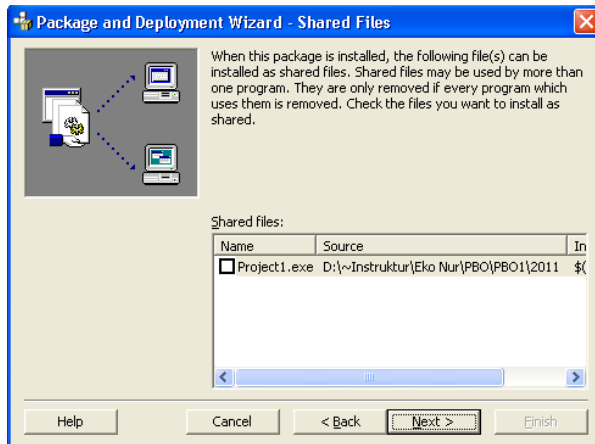 Package and Deployment Wizard - Shared Files
When this package is installed, the following file(s) can be
installed as shared files. Shared files may be used by more than
one program. They are only removed if every program which
uses them is removed. Check the files you want to install as
shared.
Shared files:
Name Source In
Project1.exe D:\~Instruktur\Eko Nur\PBO\PBO1\2011 $(
Help Cancel < Back Next > Finish